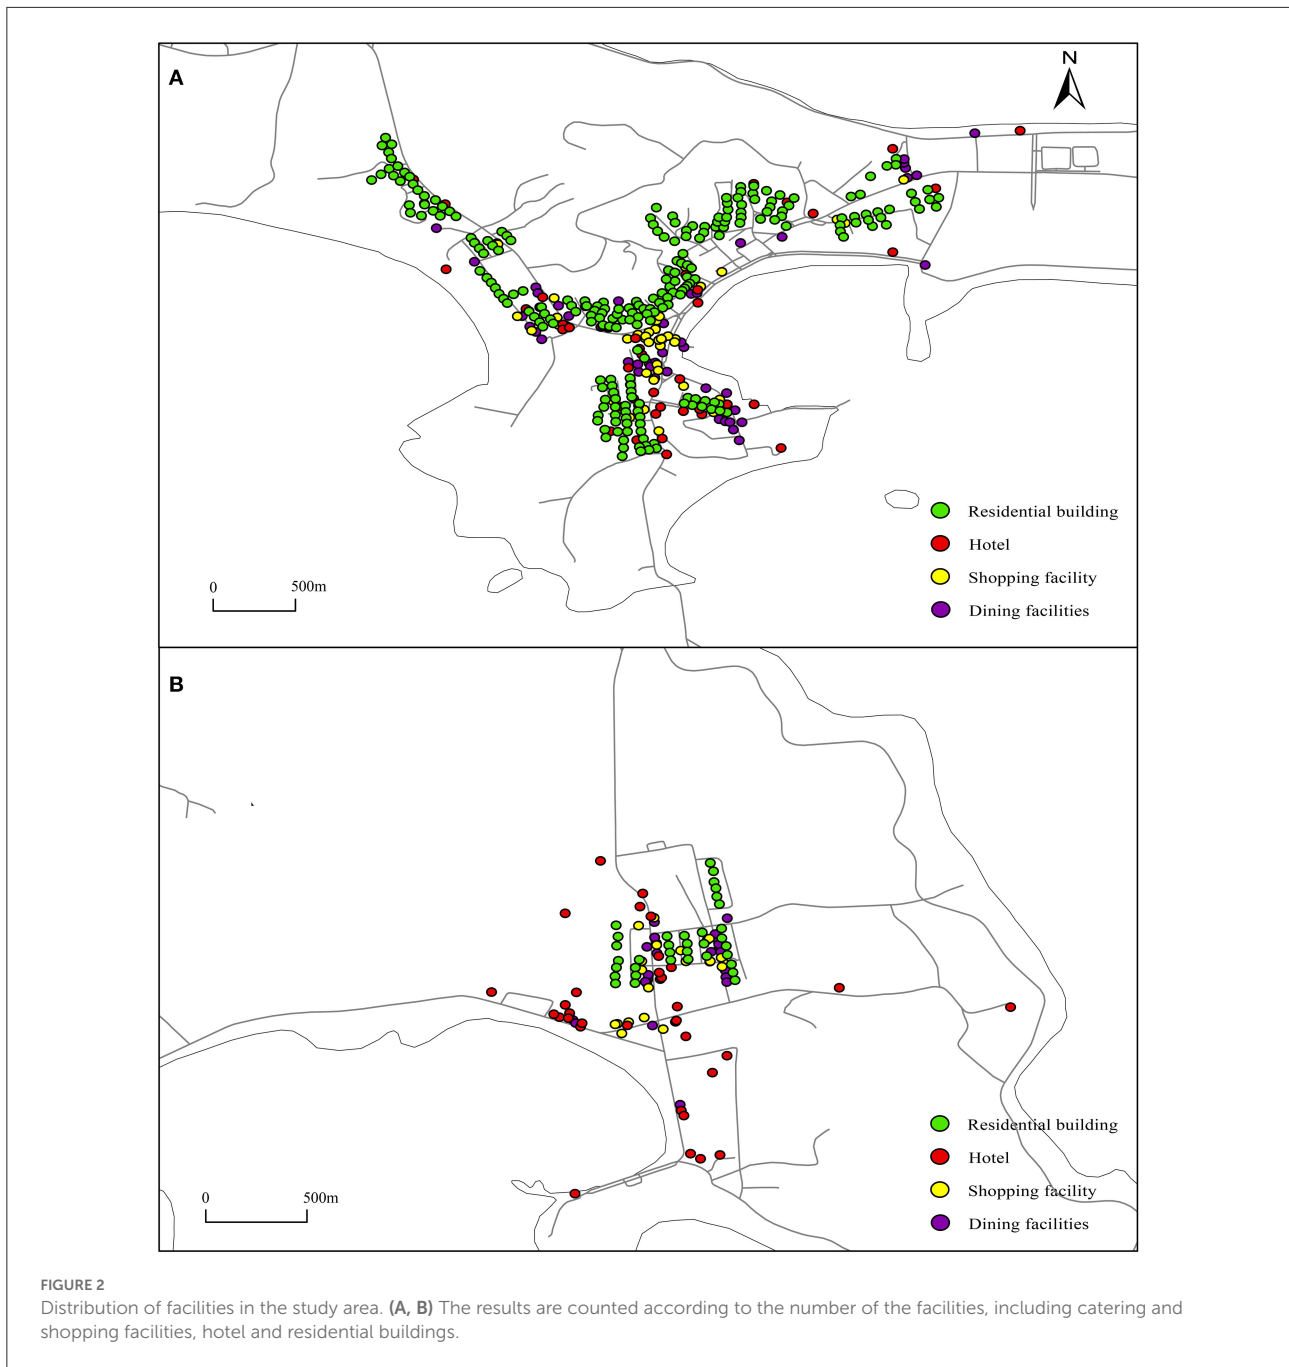 A
N
Residential building
Hotel
Shopping facility
Dining facilities
0 500m
B
Residential building
Hotel
Shopping facility
Dining facilities
0 500m
FIGURE 2
Distribution of facilities in the study area. (A, B) The results are counted according to the number of the facilities, including catering and
shopping facilities, hotel and residential buildings.